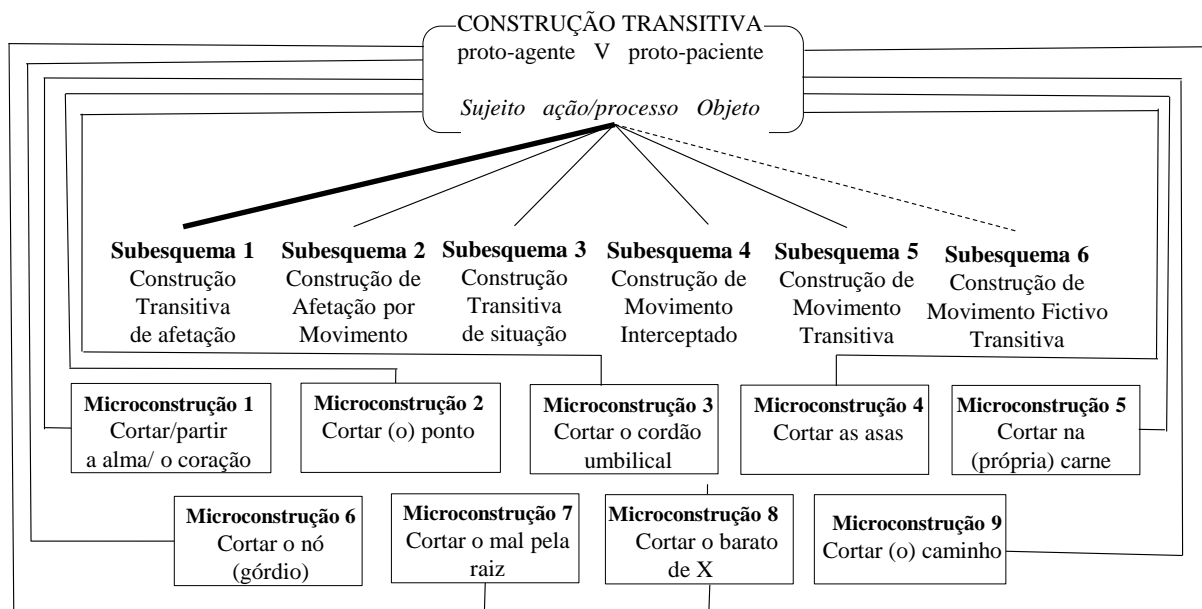 CONSTRUÇÃO TRANSITIVA
proto-agente V proto-paciente
Sujeito ação/processo Objeto
Subesquema 1
Construção
Transitiva
de afetação
Subesquema 2
Construção de
Afetação por
Movimento
Subesquema 3
Construção
Transitiva
de situação
Subesquema 4
Construção de
Movimento
Interceptado
Subesquema 5
Construção de
Movimento
Transitiva
Subesquema 6
Construção de
Movimento Fictivo
Transitiva
Microconstrução 1
Cortar/partir
a alma/ o coração
Microconstrução 2
Cortar (o) ponto
Microconstrução 3
Cortar o cordão
umbilical
Microconstrução 4
Cortar as asas
Microconstrução 5
Cortar na
(própria) carne
Microconstrução 6
Cortar o nó
(górdio)
Microconstrução 7
Cortar o mal pela
raiz
Microconstrução 8
Cortar o barato
de X
Microconstrução 9
Cortar (o) caminho